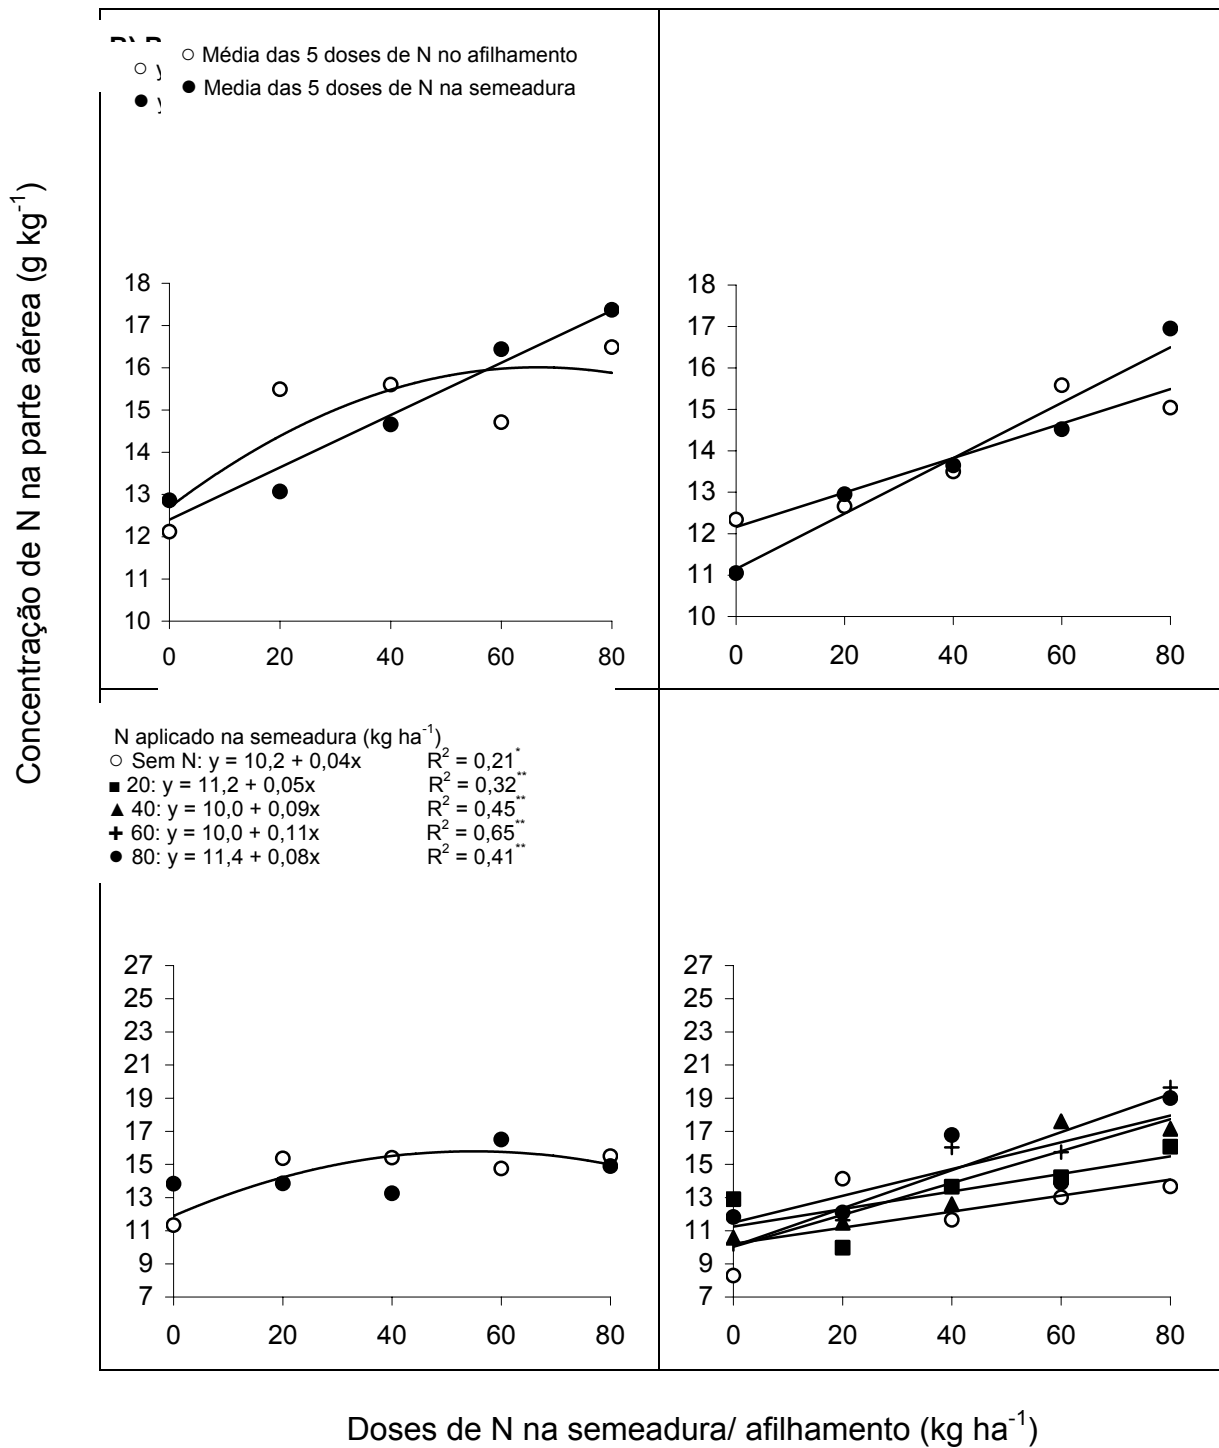 Média das 5 doses de N no afilhamento
Media das 5 doses de N na semeadura
Concentração de N na parte aérea (g kg⁻¹)
18
17
16
15
14
13
12
11
10
0 20 40 60 80
18
17
16
15
14
13
12
11
10
0 20 40 60 80
N aplicado na semeadura (kg ha⁻¹)
Sem N: y = 10,2 + 0,04x R² = 0,21*
20: y = 11,2 + 0,05x R² = 0,32**
40: y = 10,0 + 0,09x R² = 0,45**
60: y = 10,0 + 0,11x R² = 0,65**
80: y = 11,4 + 0,08x R² = 0,41**
27
25
23
21
19
17
15
13
11
9
7
0 20 40 60 80
27
25
23
21
19
17
15
13
11
9
7
0 20 40 60 80
Doses de N na semeadura/ afilhamento (kg ha⁻¹)